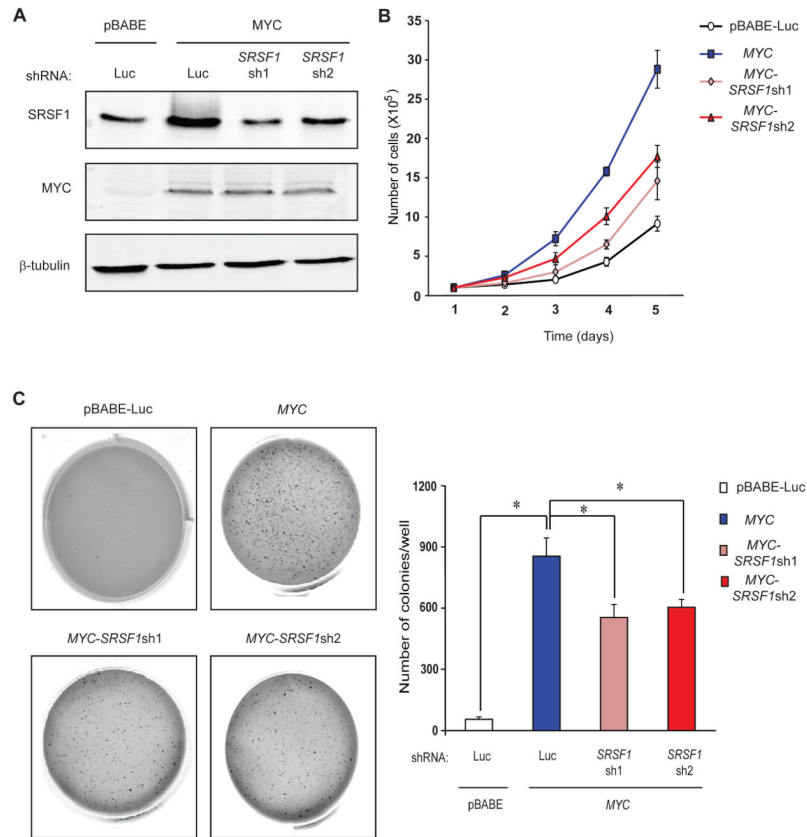 A
pBABE MYC
shRNA: Luc Luc SRSF1 sh1 SRSF1 sh2
SRSF1
MYC
β-tubulin
B
35
30
25
20
15
10
5
0
Number of cells (X10⁵)
1 2 3 4 5
Time (days)
pBABE-Luc
MYC
MYC-
SRSF1sh1
MYC-
SRSF1sh2
C
pBABE-Luc MYC
MYC-SRSF1sh1 MYC-SRSF1sh2
1200
900
600
300
0
Number of colonies/well
* * *
shRNA: Luc Luc SRSF1 SRSF1
sh1 sh2
pBABE MYC
pBABE-Luc
MYC
MYC-
SRSF1sh1
MYC-
SRSF1sh2